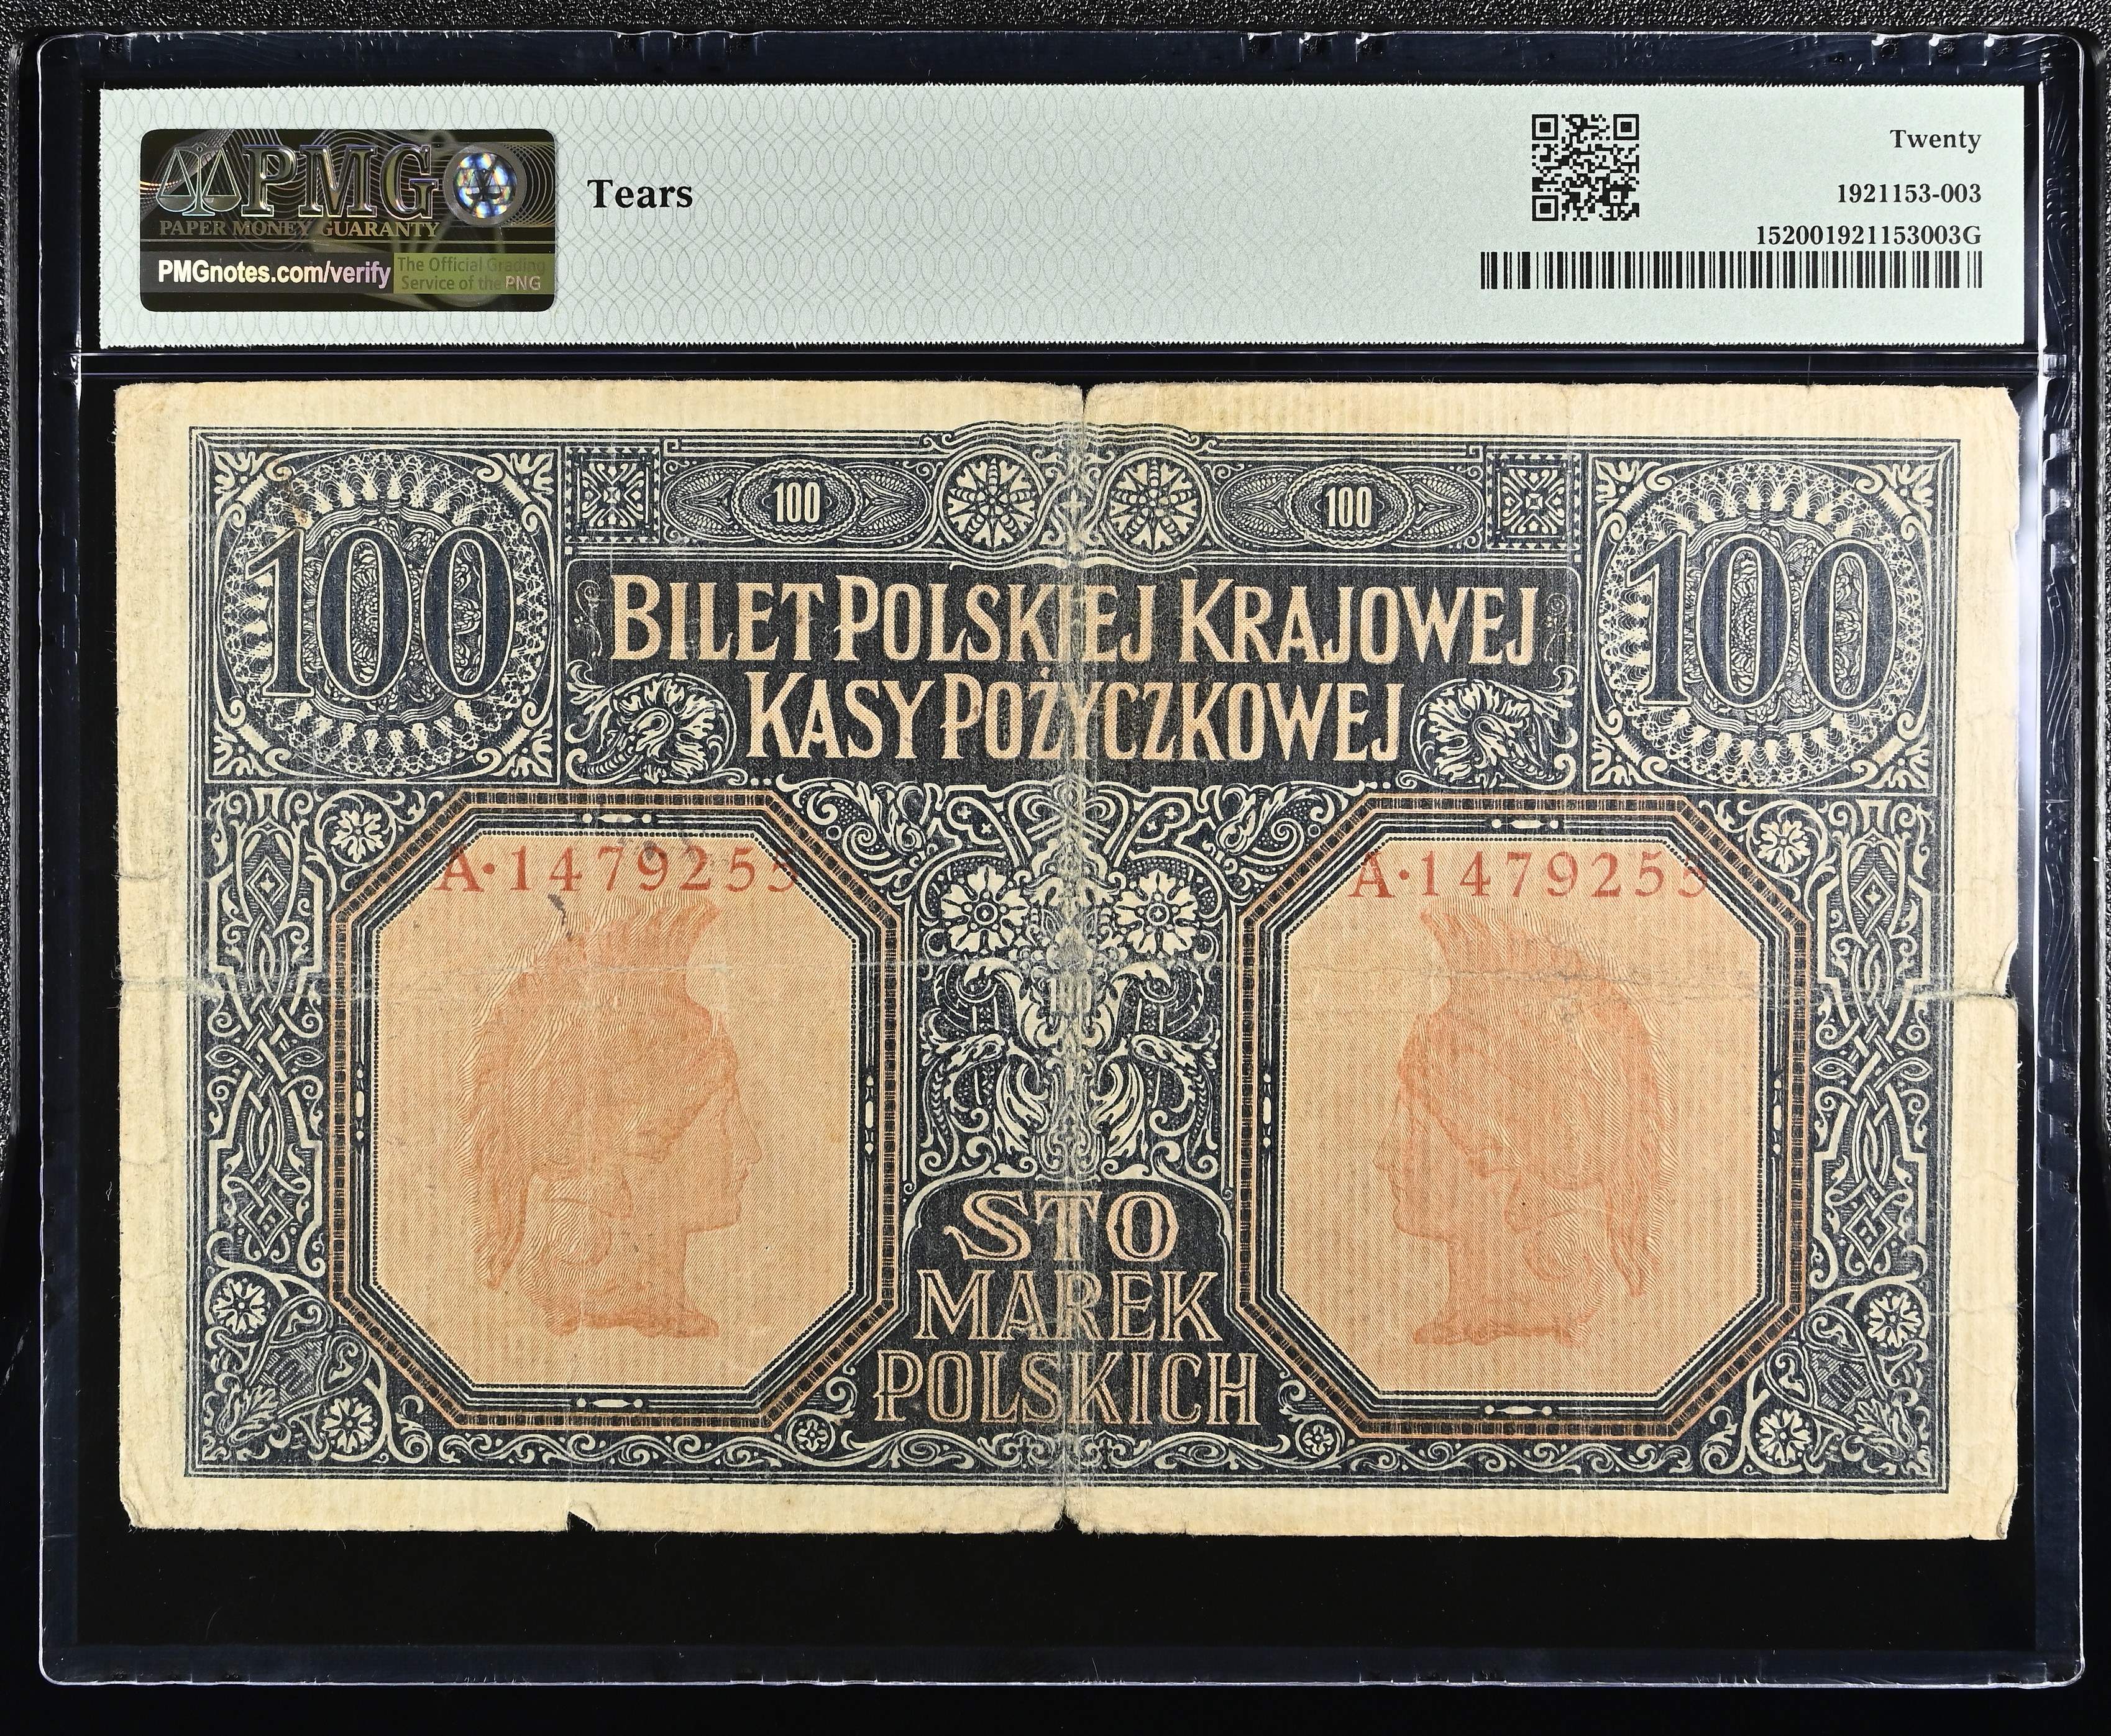 PMG
PAPER MONEY GUARANTY
PMGnotes.com/verify
The Official Grading
Service of the PNG
Tears
Twenty
1921153-003
152001921153003G
100
100
100
100
BILET POLSKIEJ KRAJOWEJ
KASY POŻYCZKOWEJ
A·1479255
A·1479255
100
STO
MAREK
POLSKICH